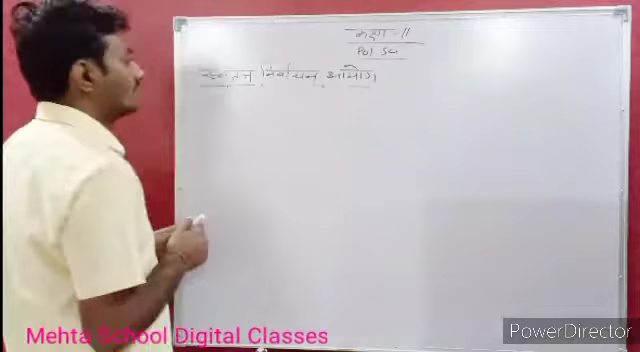 कक्षा - 11
Pol Sc
स्वतन्त्र निर्वाचन आयोग
Mehta School Digital Classes
PowerDirector